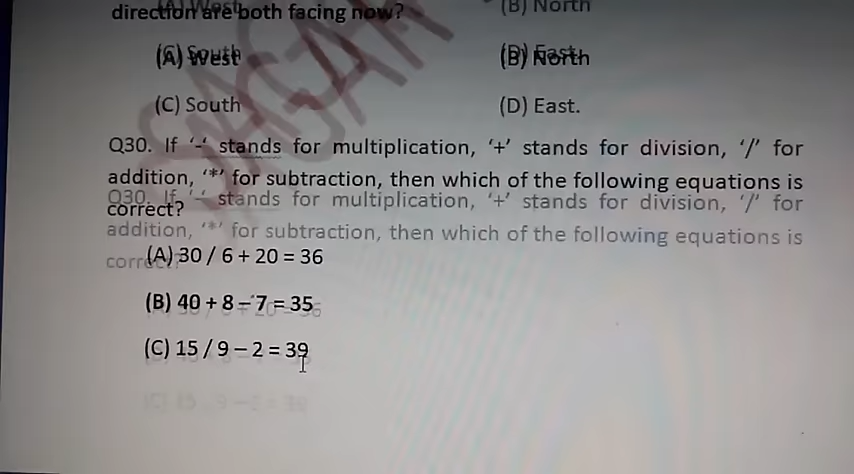 direction are both facing now?
(A) West
(B) North
(C) South
(D) East.
Q30. If '-' stands for multiplication, '+' stands for division, '/' for
addition, '*' for subtraction, then which of the following equations is
correct?
(A) 30 / 6 + 20 = 36
(B) 40 + 8 – 7 = 35
(C) 15 / 9 – 2 = 39